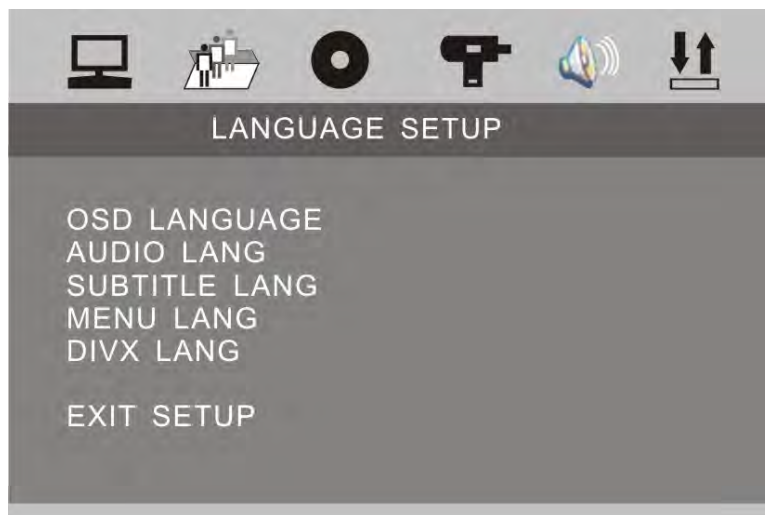 LANGUAGE SETUP
OSD LANGUAGE
AUDIO LANG
SUBTITLE LANG
MENU LANG
DIVX LANG
EXIT SETUP